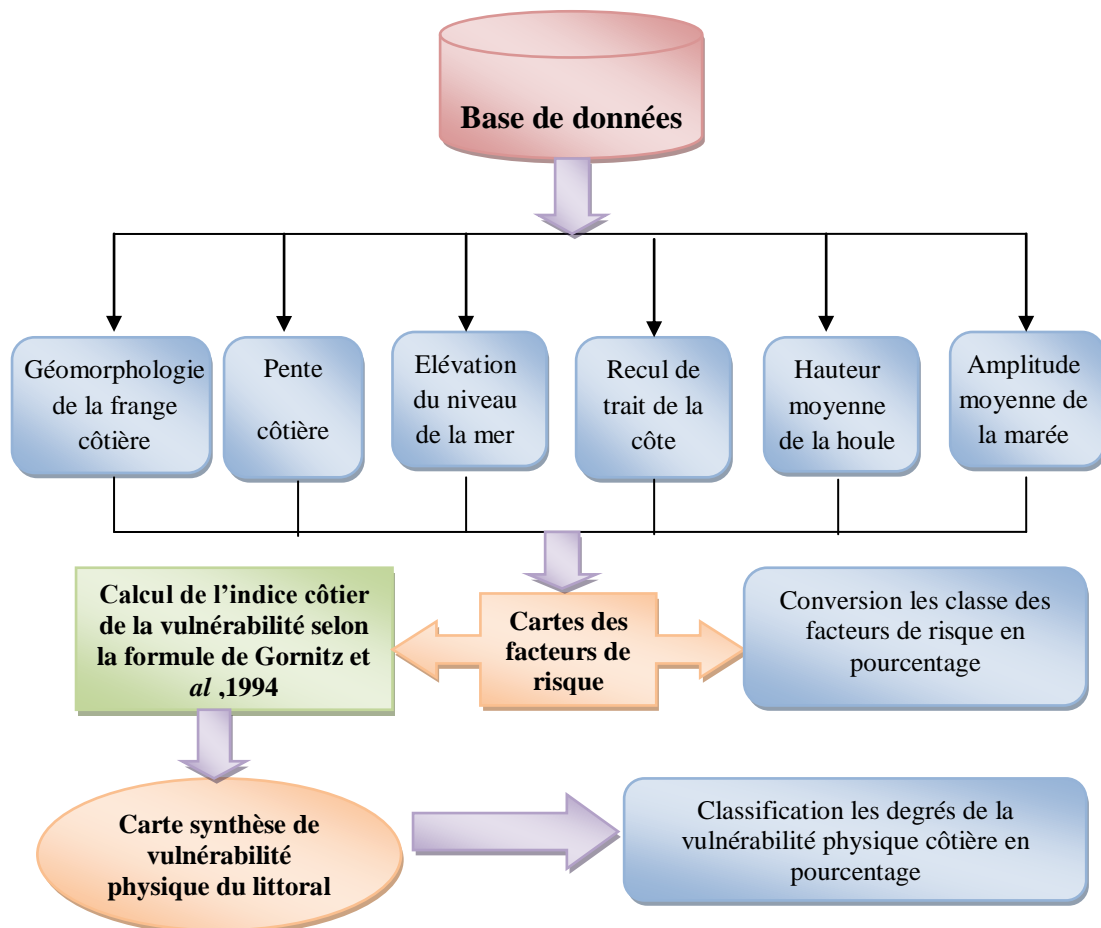 Base de données
Géomorphologie
de la frange
côtière
Pente
côtière
Elévation
du niveau
de la mer
Recul de
trait de la
côte
Hauteur
moyenne
de la houle
Amplitude
moyenne de
la marée
Calcul de l'indice côtier
de la vulnérabilité selon
la formule de Gornitz et
al ,1994
Cartes des
facteurs de
risque
Conversion les classe des
facteurs de risque en
pourcentage
Carte synthèse de
vulnérabilité
physique du littoral
Classification les degrés de la
vulnérabilité physique côtière en
pourcentage